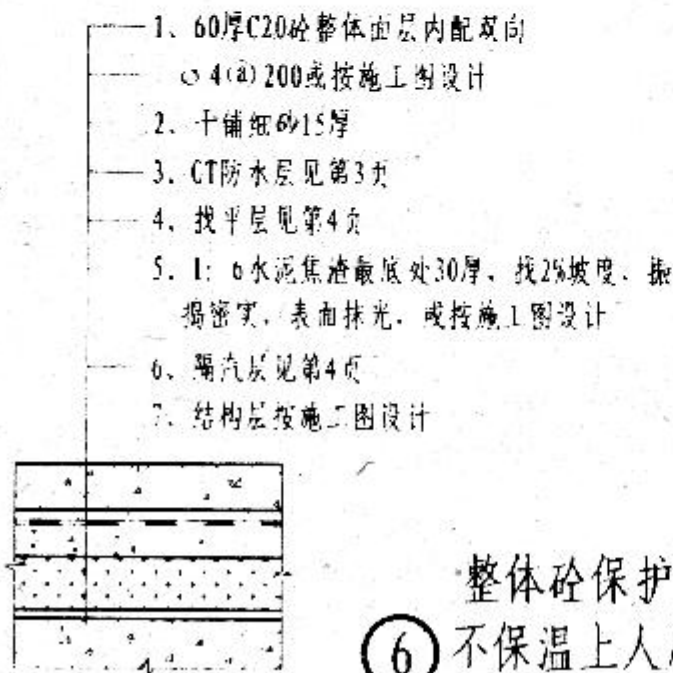 1、60厚C20砼整体面层内配双向
∅4@200或按施工图设计
2、干铺细砂15厚
3、CT防水层见第3页
4、找平层见第4页
5、1：6水泥焦渣最底处30厚、找2%坡度、振
捣密实、表面抹光、或按施工图设计
6、隔汽层见第4页
7、结构层按施工图设计
整体砼保护
6 不保温上人